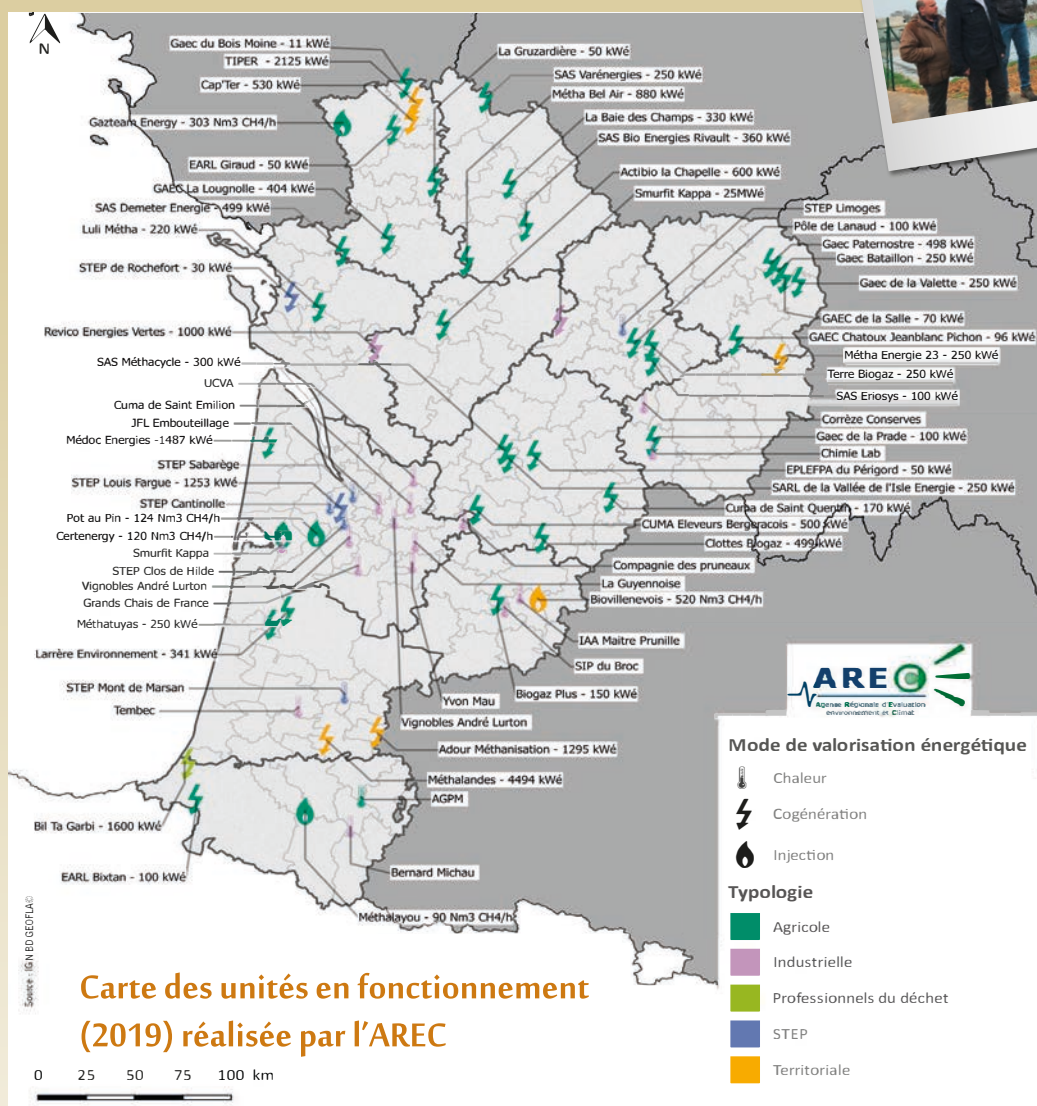 N
Gaec du Bois Moine - 11 kWé
TIPER - 2125 kWé
Cap'Ter - 530 kWé
Gazteam Energy - 303 Nm3 CH4/h
EARL Giraud - 50 kWé
GAEC La Lougnolle - 404 kWé
SAS Demeter Energie - 499 kWé
Luli Métha - 220 kWé
STEP de Rochefort - 30 kWé
Revico Energies Vertes - 1000 kWé
SAS Méthacycle - 300 kWé
UCVA
Cuma de Saint Emilion
JFL Embouteillage
Médoc Energies -1487 kWé
STEP Sabarège
STEP Louis Fargue - 1253 kWé
STEP Cantinolle
Pot au Pin - 124 Nm3 CH4/h
Certenergy - 120 Nm3 CH4/h
Smurfit Kappa
STEP Clos de Hilde
Vignobles André Lurton
Grands Chais de France
Méthatuyas - 250 kWé
Larrère Environnement - 341 kWé
STEP Mont de Marsan
Tembec
Bil Ta Garbi - 1600 kWé
EARL Bixtan - 100 kWé
La Gruzardière - 50 kWé
SAS Varénergies - 250 kWé
Métha Bel Air - 880 kWé
La Baie des Champs - 330 kWé
SAS Bio Energies Rivault - 360 kWé
Actibio la Chapelle - 600 kWé
Smurfit Kappa - 25MWé
STEP Limoges
Pôle de Lanaud - 100 kWé
Gaec Paternostre - 498 kWé
Gaec Bataillon - 250 kWé
Gaec de la Valette - 250 kWé
GAEC de la Salle - 70 kWé
GAEC Chatoux Jeanblanc Pichon - 96 kWé
Métha Energie 23 - 250 kWé
Terre Biogaz - 250 kWé
SAS Eriosys - 100 kWé
Corrèze Conserves
Gaec de la Prade - 100 kWé
Chimie Lab
EPLEFPA du Périgord - 50 kWé
SARL de la Vallée de l'Isle Energie - 250 kWé
Cuma de Saint Quentin - 170 kWé
CUMA Eleveurs Bergeracois - 500 kWé
Clottes Biogaz - 499 kWé
Compagnie des pruneaux
La Guyennoise
Biovillenevois - 520 Nm3 CH4/h
IAA Maitre Prunille
SIP du Broc
Biogaz Plus - 150 kWé
Yvon Mau
Vignobles André Lurton
Adour Méthanisation - 1295 kWé
Méthalandes - 4494 kWé
AGPM
Bernard Michau
Méthalayou - 90 Nm3 CH4/h
AREC
Agence Régionale d'Evaluation
environnement et Climat
Mode de valorisation énergétique
Chaleur
Cogénération
Injection
Typologie
Agricole
Industrielle
Professionnels du déchet
STEP
Territoriale
Source : IGN BD GEOFLA©
Carte des unités en fonctionnement
(2019) réalisée par l'AREC
0 25 50 75 100 km